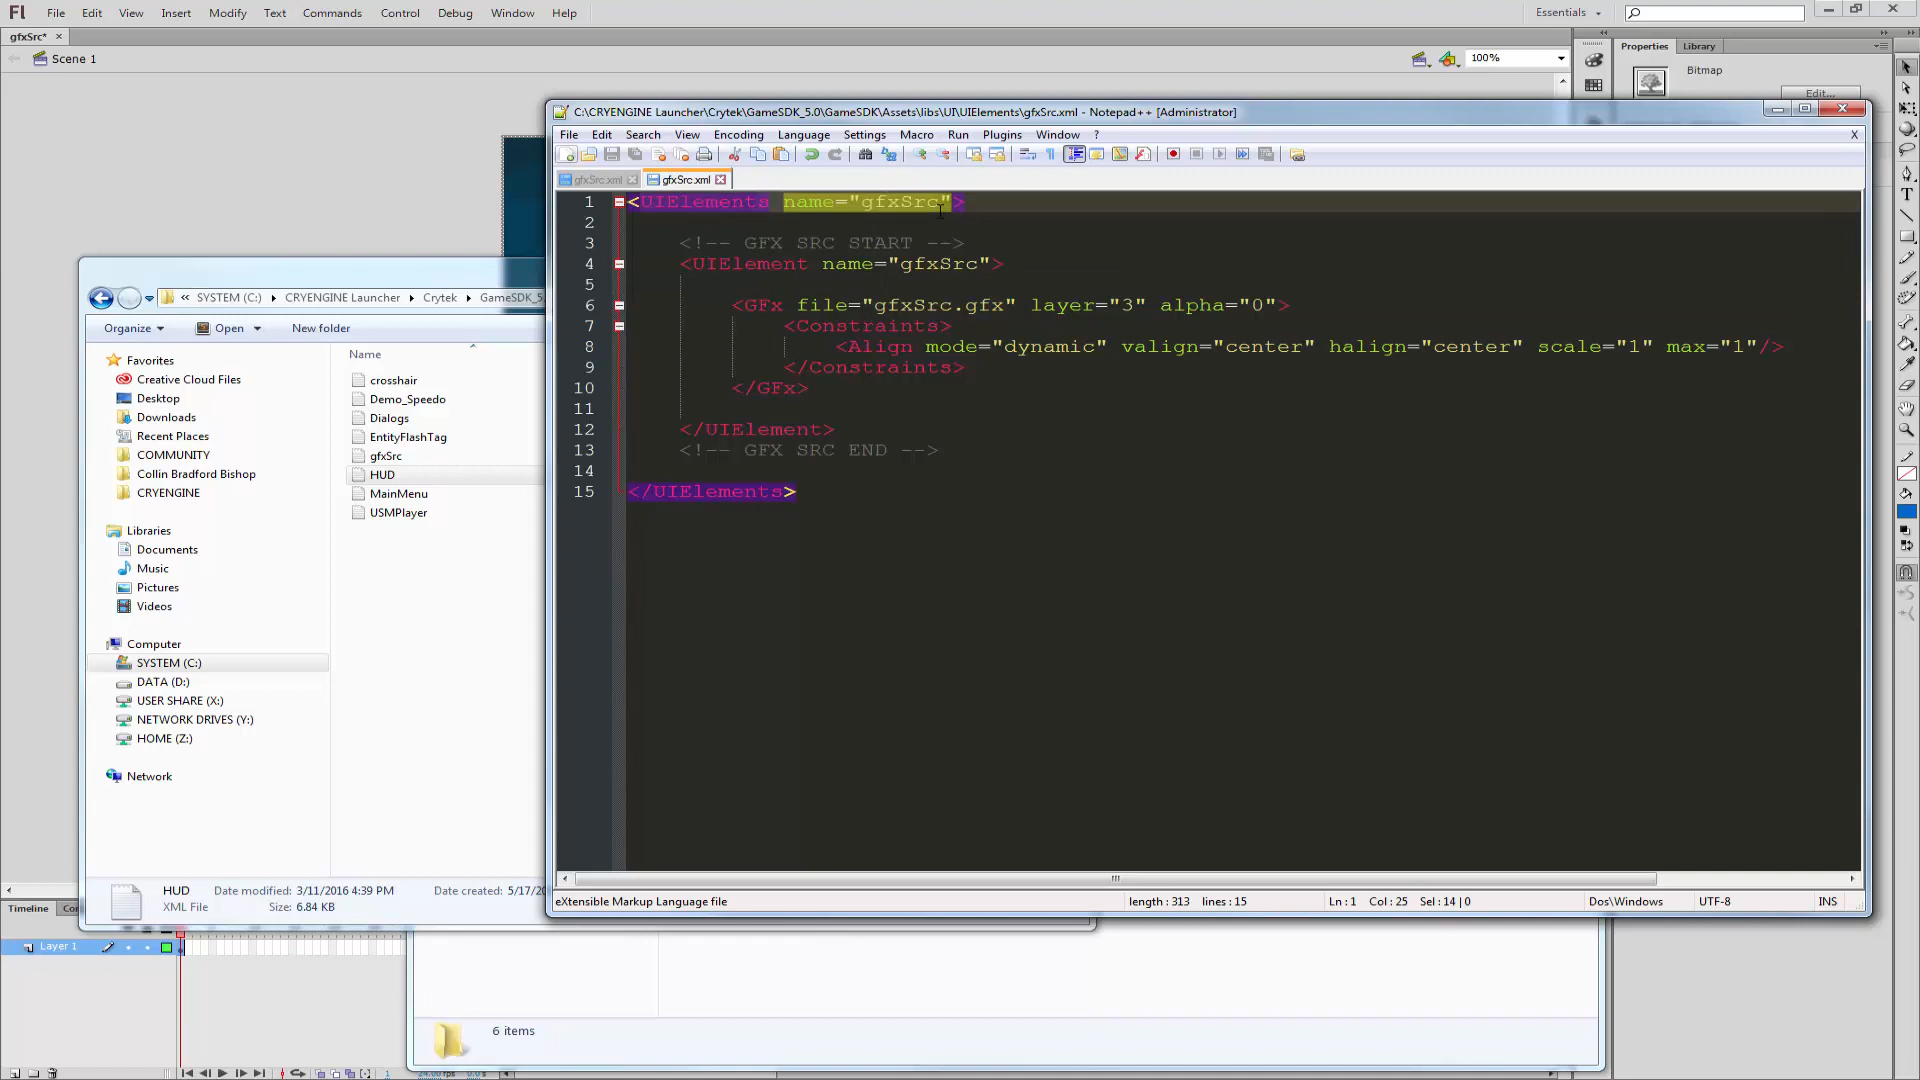 Fl File Edit View Insert Modify Text Commands Control Debug Window Help Essentials
gfxSrc*
Scene 1
100%
Properties Library
Bitmap
Edit...
C:\CRYENGINE Launcher\Crytek\GameSDK_5.0\GameSDK\Assets\libs\UI\UIElements\gfxSrc.xml - Notepad++ [Administrator]
File Edit Search View Encoding Language Settings Macro Run Plugins Window ? X
gfxSrc.xml gfxSrc.xml
1 <UIElements name="gfxSrc">
2
3 <!-- GFX SRC START -->
4 <UIElement name="gfxSrc">
5
6 <GFx file="gfxSrc.gfx" layer="3" alpha="0">
7 <Constraints>
8 <Align mode="dynamic" valign="center" halign="center" scale="1" max="1"/>
9 </Constraints>
10 </GFx>
11
12 </UIElement>
13 <!-- GFX SRC END -->
14
15 </UIElements>
eXtensible Markup Language file length : 313 lines : 15 Ln : 1 Col : 25 Sel : 14 | 0 Dos\Windows UTF-8 INS
« SYSTEM (C:) CRYENGINE Launcher Crytek GameSDK_5
Organize Open New folder
Favorites
Creative Cloud Files
Desktop
Downloads
Recent Places
COMMUNITY
Collin Bradford Bishop
CRYENGINE
Libraries
Documents
Music
Pictures
Videos
Computer
SYSTEM (C:)
DATA (D:)
USER SHARE (X:)
NETWORK DRIVES (Y:)
HOME (Z:)
Network
Name
crosshair
Demo_Speedo
Dialogs
EntityFlashTag
gfxSrc
HUD
MainMenu
USMPlayer
HUD Date modified: 3/11/2016 4:39 PM Date created: 5/17/20
XML File Size: 6.84 KB
Timeline
Layer 1
6 items
1